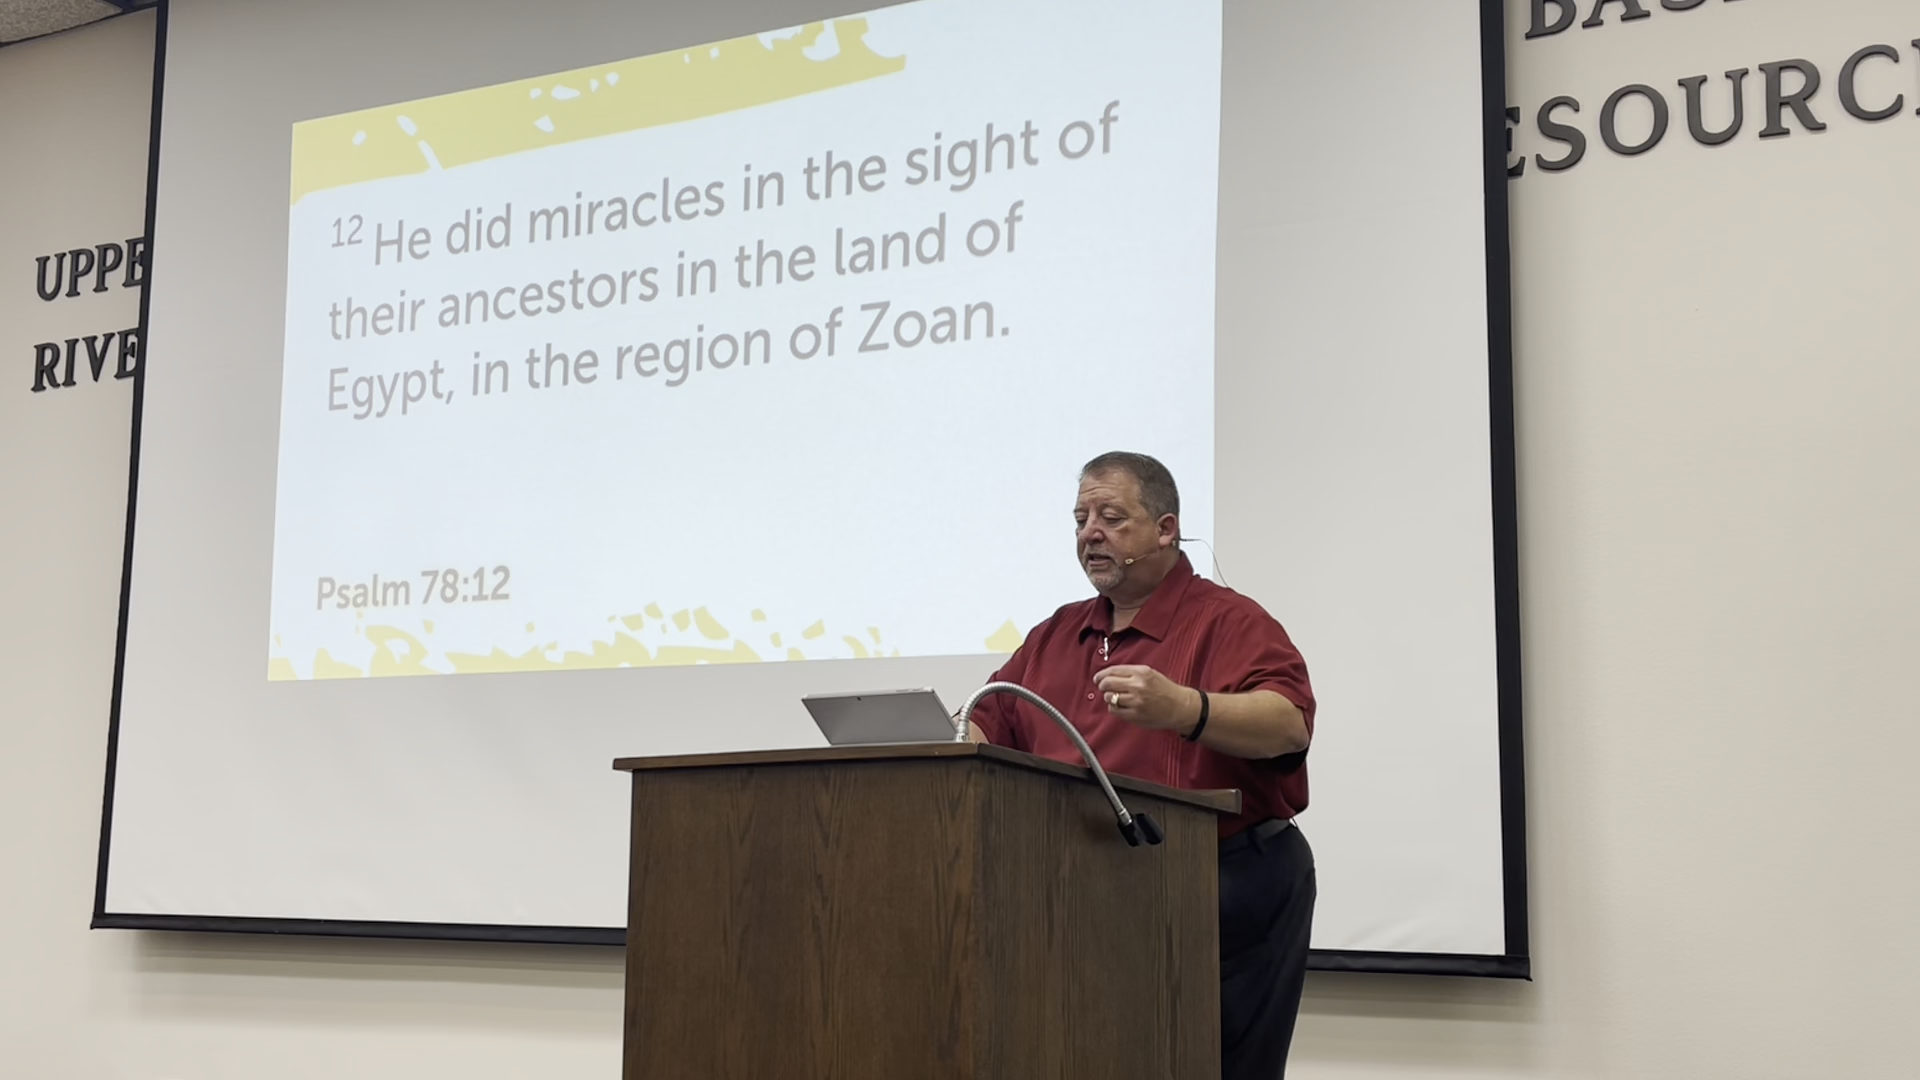 BAS
ESOURC
UPPE
RIVE
12 He did miracles in the sight of
their ancestors in the land of
Egypt, in the region of Zoan.
Psalm 78:12